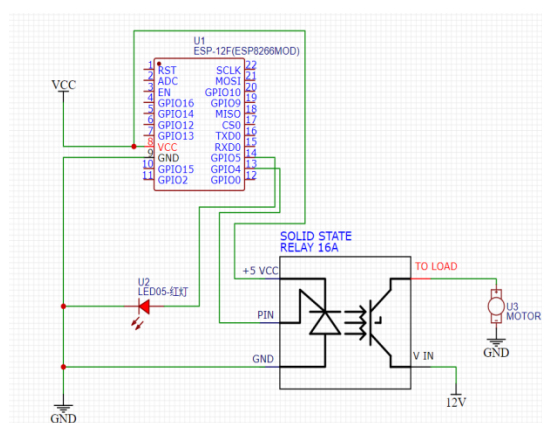 U1
ESP-12F(ESP8266MOD)
1 RST SCLK 22
2 ADC MOSI 21
3 EN GPIO10 20
4 GPIO16 GPIO9 19
5 GPIO14 MISO 18
6 GPIO12 CS0 17
7 GPIO13 TXD0 16
8 VCC RXD0 15
9 GND GPIO5 14
10 GPIO15 GPIO4 13
11 GPIO2 GPIO0 12
VCC
SOLID STATE
RELAY 16A
TO LOAD
+5 VCC
U2
LED05-红灯
PIN
U3
MOTOR
GND
GND
V IN
12V
GND